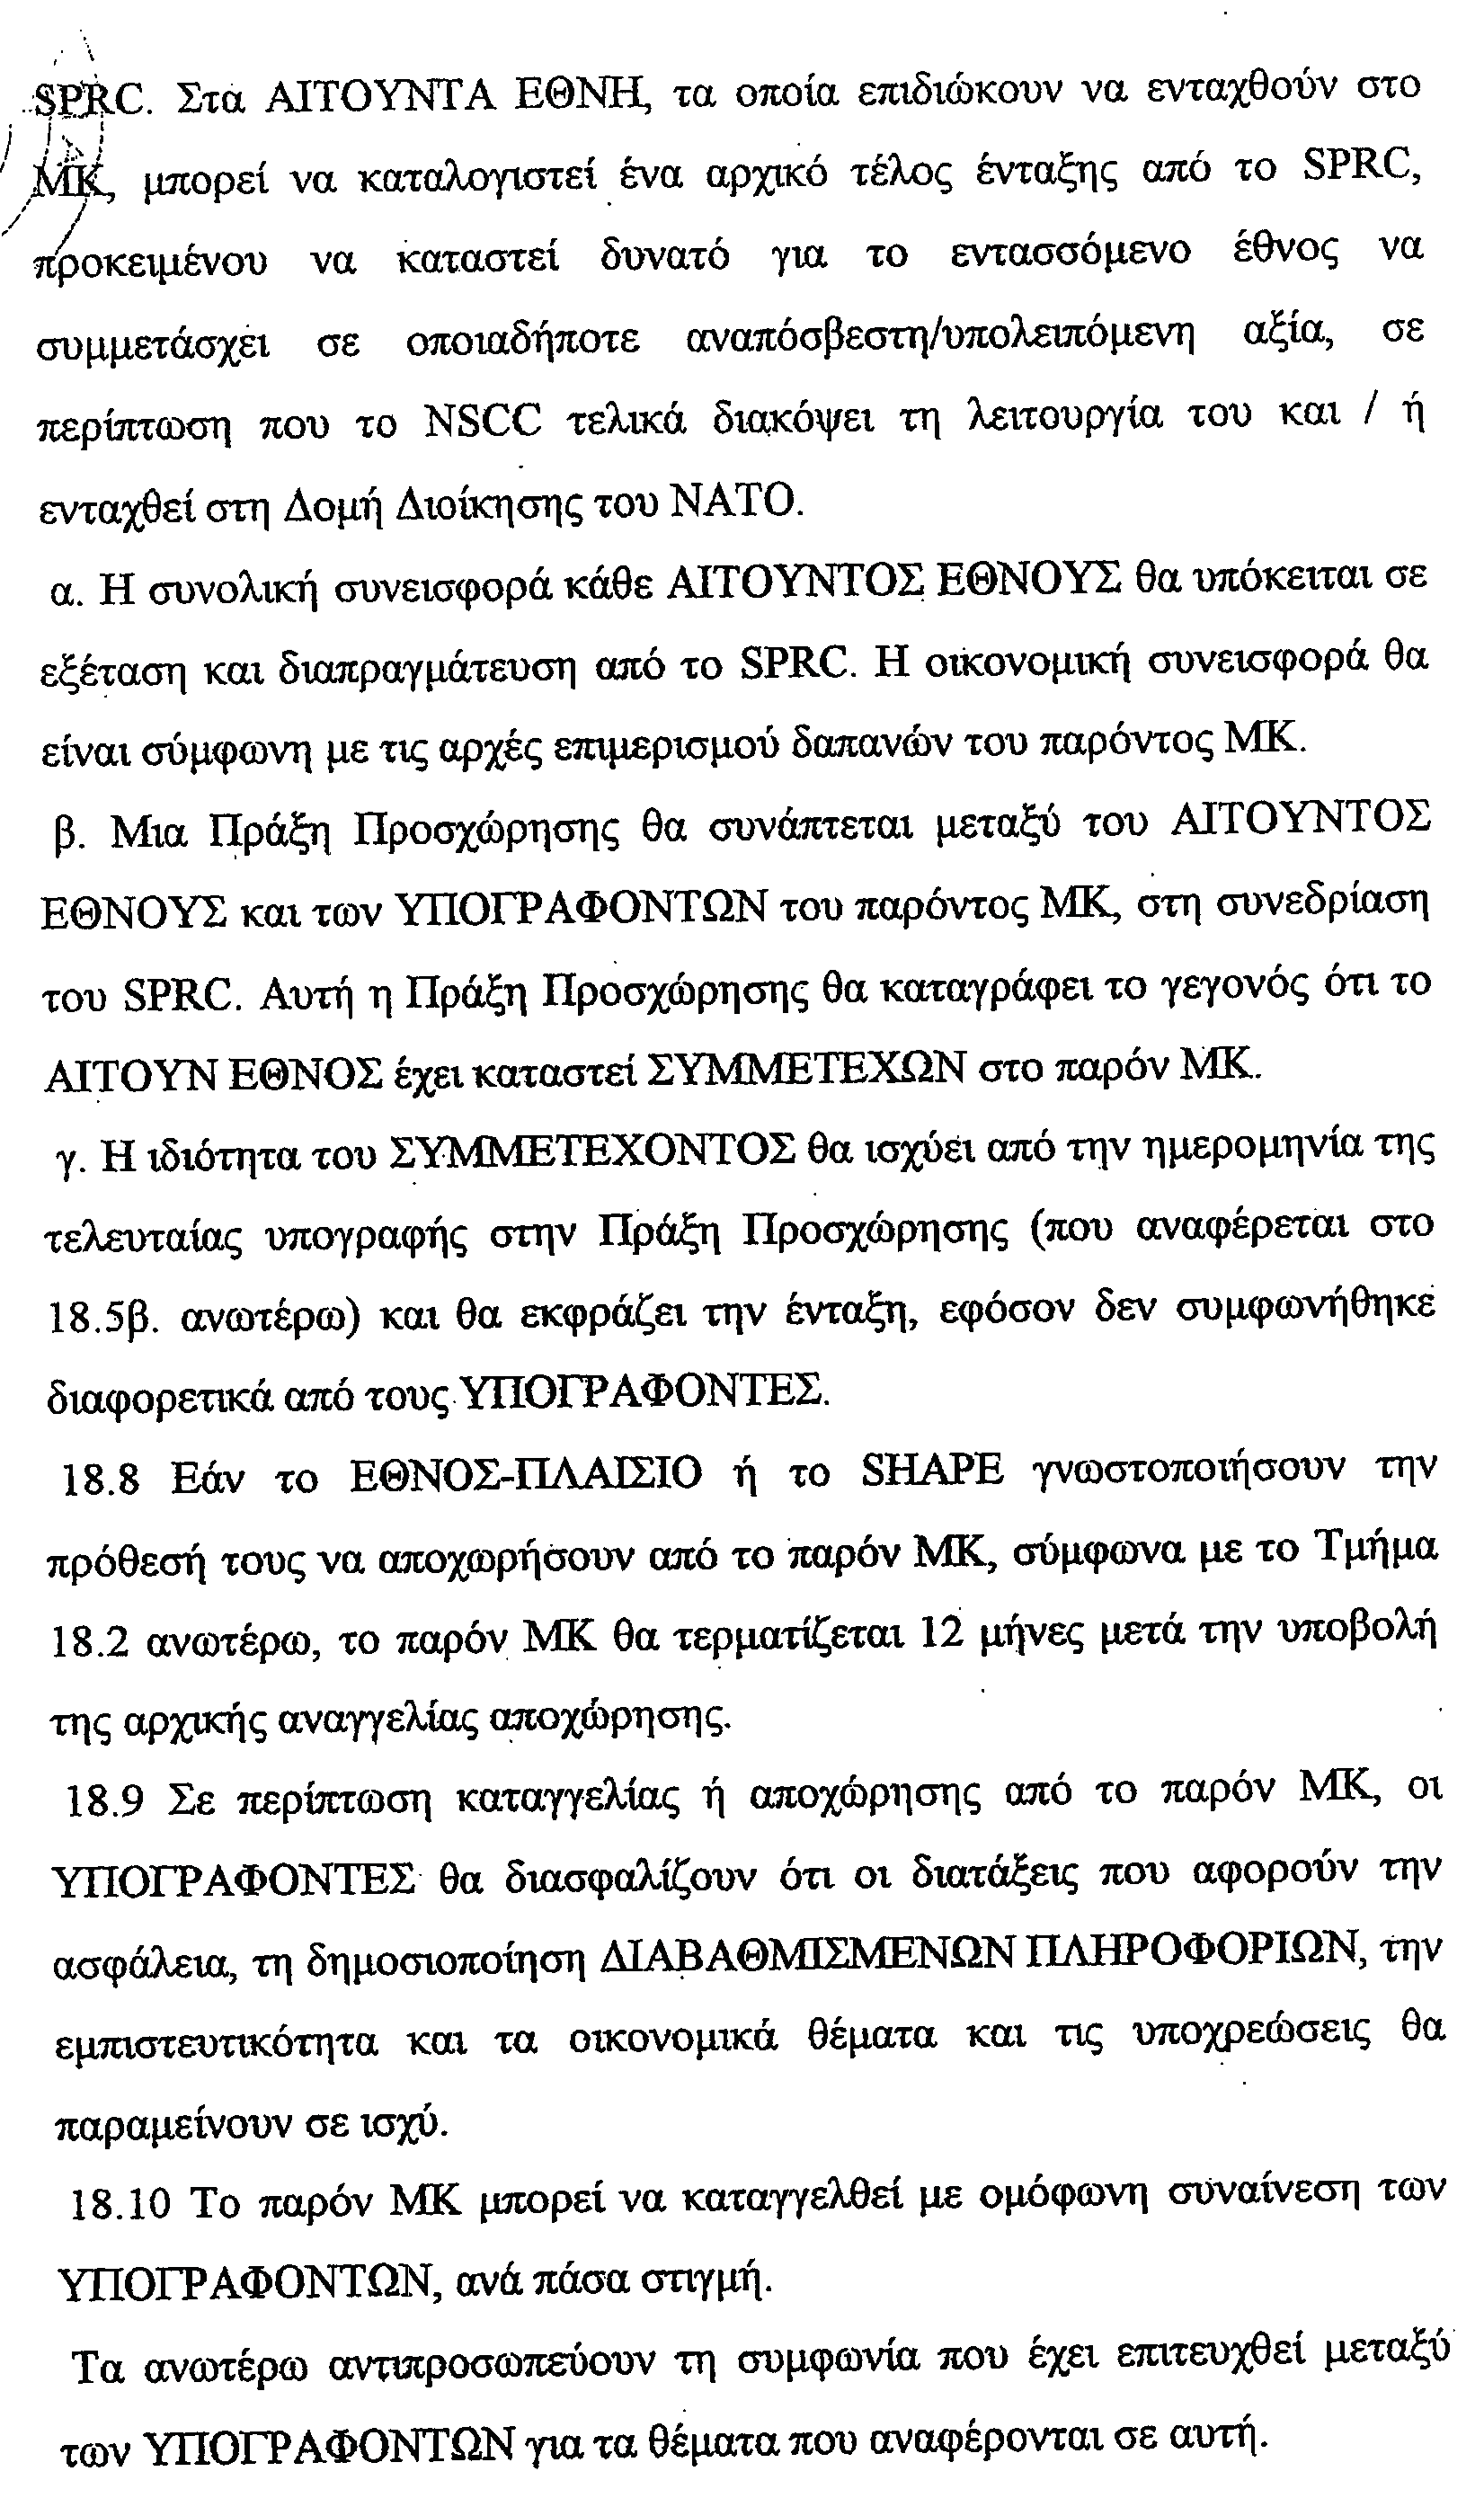 SPRC. Στα ΑΙΤΟΥΝΤΑ ΕΘΝΗ, τα οποία επιδιώκουν να ενταχθούν στο
ΜΚ, μπορεί να καταλογιστεί ένα αρχικό τέλος ένταξης από το SPRC,
προκειμένου να καταστεί δυνατό για το εντασσόμενο έθνος να
συμμετάσχει σε οποιαδήποτε αναπόσβεστη/υπολειπόμενη αξία, σε
περίπτωση που το NSCC τελικά διακόψει τη λειτουργία του και / ή
ενταχθεί στη Δομή Διοίκησης του ΝΑΤΟ.
α. Η συνολική συνεισφορά κάθε ΑΙΤΟΥΝΤΟΣ ΕΘΝΟΥΣ θα υπόκειται σε
εξέταση και διαπραγμάτευση από το SPRC. Η οικονομική συνεισφορά θα
είναι σύμφωνη με τις αρχές επιμερισμού δαπανών του παρόντος ΜΚ.
β. Μια Πράξη Προσχώρησης θα συνάπτεται μεταξύ του ΑΙΤΟΥΝΤΟΣ
ΕΘΝΟΥΣ και των ΥΠΟΓΡΑΦΟΝΤΩΝ του παρόντος ΜΚ, στη συνεδρίαση
του SPRC. Αυτή η Πράξη Προσχώρησης θα καταγράφει το γεγονός ότι το
ΑΙΤΟΥΝ ΕΘΝΟΣ έχει καταστεί ΣΥΜΜΕΤΕΧΩΝ στο παρόν ΜΚ.
γ. Η ιδιότητα του ΣΥΜΜΕΤΕΧΟΝΤΟΣ θα ισχύει από την ημερομηνία της
τελευταίας υπογραφής στην Πράξη Προσχώρησης (που αναφέρεται στο
18.5β. ανωτέρω) και θα εκφράζει την ένταξη, εφόσον δεν συμφωνήθηκε
διαφορετικά από τους ΥΠΟΓΡΑΦΟΝΤΕΣ.
18.8 Εάν το ΕΘΝΟΣ-ΠΛΑΙΣΙΟ ή το SHAPE γνωστοποιήσουν την
πρόθεσή τους να αποχωρήσουν από το παρόν ΜΚ, σύμφωνα με το Τμήμα
18.2 ανωτέρω, το παρόν ΜΚ θα τερματίζεται 12 μήνες μετά την υποβολή
της αρχικής αναγγελίας αποχώρησης.
18.9 Σε περίπτωση καταγγελίας ή αποχώρησης από το παρόν ΜΚ, οι
ΥΠΟΓΡΑΦΟΝΤΕΣ θα διασφαλίζουν ότι οι διατάξεις που αφορούν την
ασφάλεια, τη δημοσιοποίηση ΔΙΑΒΑΘΜΙΣΜΕΝΩΝ ΠΛΗΡΟΦΟΡΙΩΝ, την
εμπιστευτικότητα και τα οικονομικά θέματα και τις υποχρεώσεις θα
παραμείνουν σε ισχύ.
18.10 Το παρόν ΜΚ μπορεί να καταγγελθεί με ομόφωνη συναίνεση των
ΥΠΟΓΡΑΦΟΝΤΩΝ, ανά πάσα στιγμή.
Τα ανωτέρω αντιπροσωπεύουν τη συμφωνία που έχει επιτευχθεί μεταξύ
των ΥΠΟΓΡΑΦΟΝΤΩΝ για τα θέματα που αναφέρονται σε αυτή.